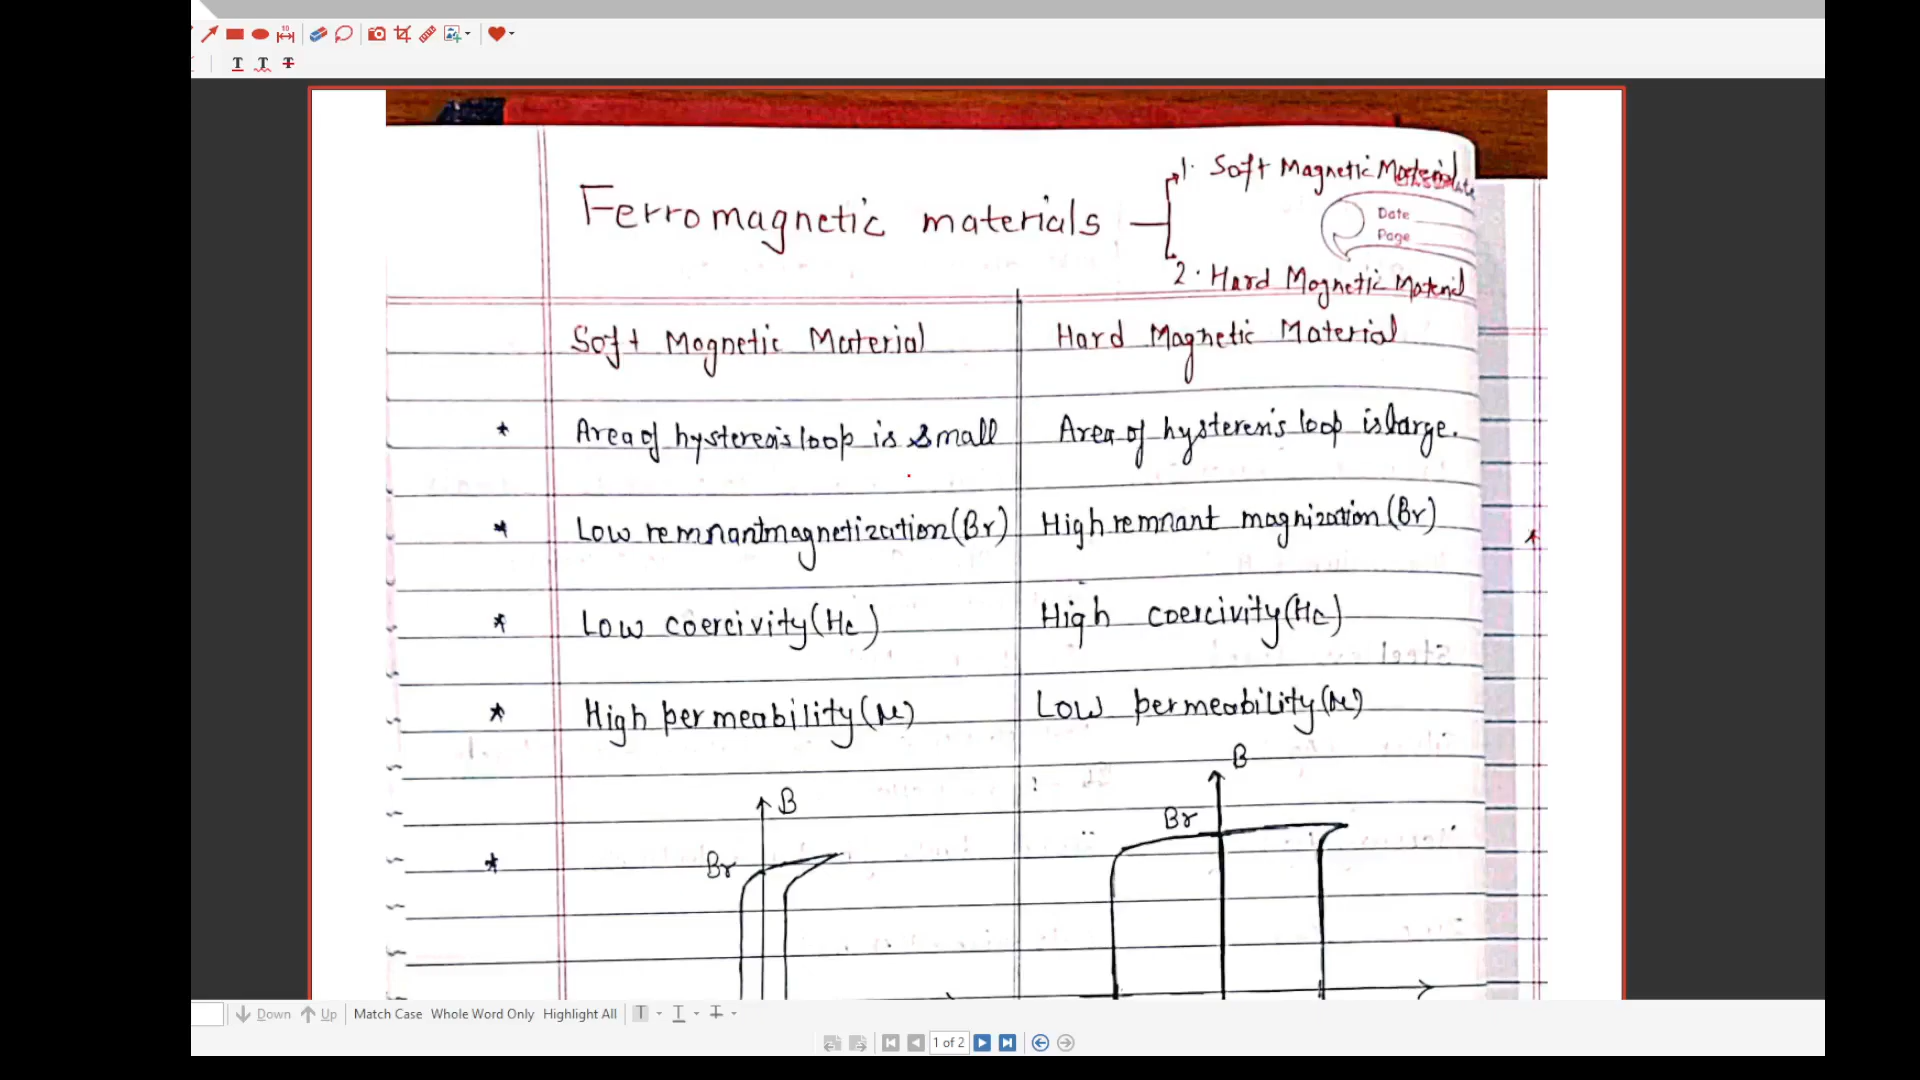 10
T T T
1. Soft Magnetic Material
Ferromagnetic materials
Date
Page
2. Hard Magnetic Material
Soft Magnetic Material
Hard Magnetic Material
* Area of hysteresis loop is small
Area of hysteresis loop is large.
* Low remnant magnetization (Br)
High remnant magnization (Br)
* Low coercivity (Hc)
High coercivity (Hc)
* High permeability (μ)
Low permeability (μ)
B
B
Br
Br
*
Down Up Match Case Whole Word Only Highlight All T T T
1 of 2